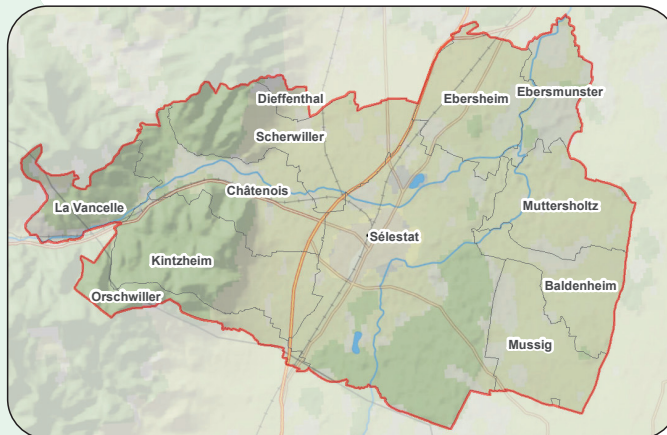 Dieffenthal
Ebersheim
Ebersmunster
Scherwiller
Châtenois
La Vancelle
Muttersholtz
Sélestat
Kintzheim
Baldenheim
Orschwiller
Mussig